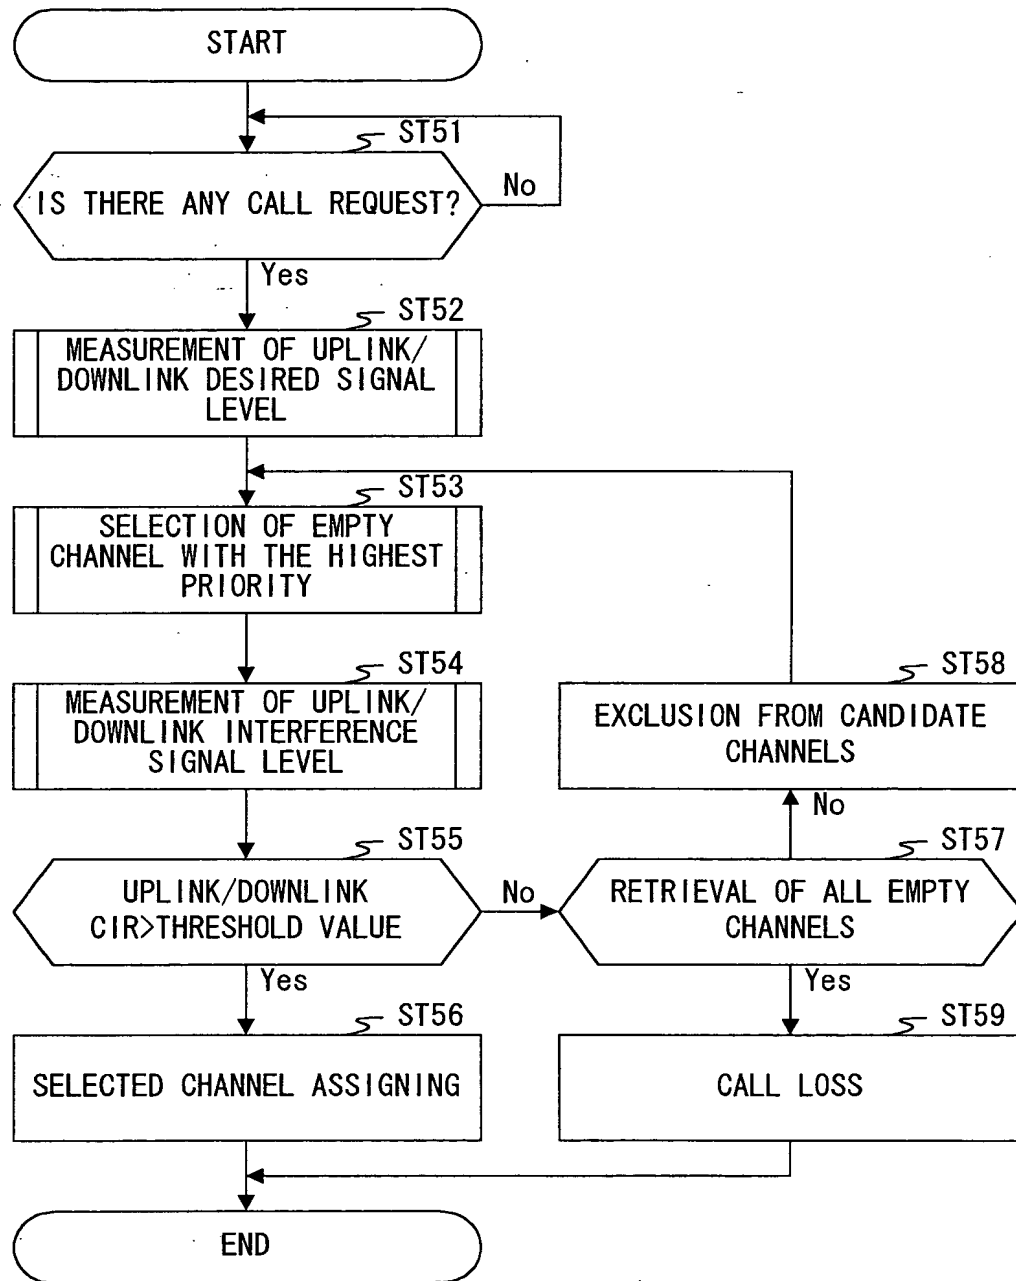 START
ST51
IS THERE ANY CALL REQUEST?
No
Yes
ST52
MEASUREMENT OF UPLINK/
DOWNLINK DESIRED SIGNAL
LEVEL
ST53
SELECTION OF EMPTY
CHANNEL WITH THE HIGHEST
PRIORITY
ST54
MEASUREMENT OF UPLINK/
DOWNLINK INTERFERENCE
SIGNAL LEVEL
ST58
EXCLUSION FROM CANDIDATE
CHANNELS
No
ST55
UPLINK/DOWNLINK
CIR>THRESHOLD VALUE
No
ST57
RETRIEVAL OF ALL EMPTY
CHANNELS
Yes
Yes
ST56
SELECTED CHANNEL ASSIGNING
ST59
CALL LOSS
END